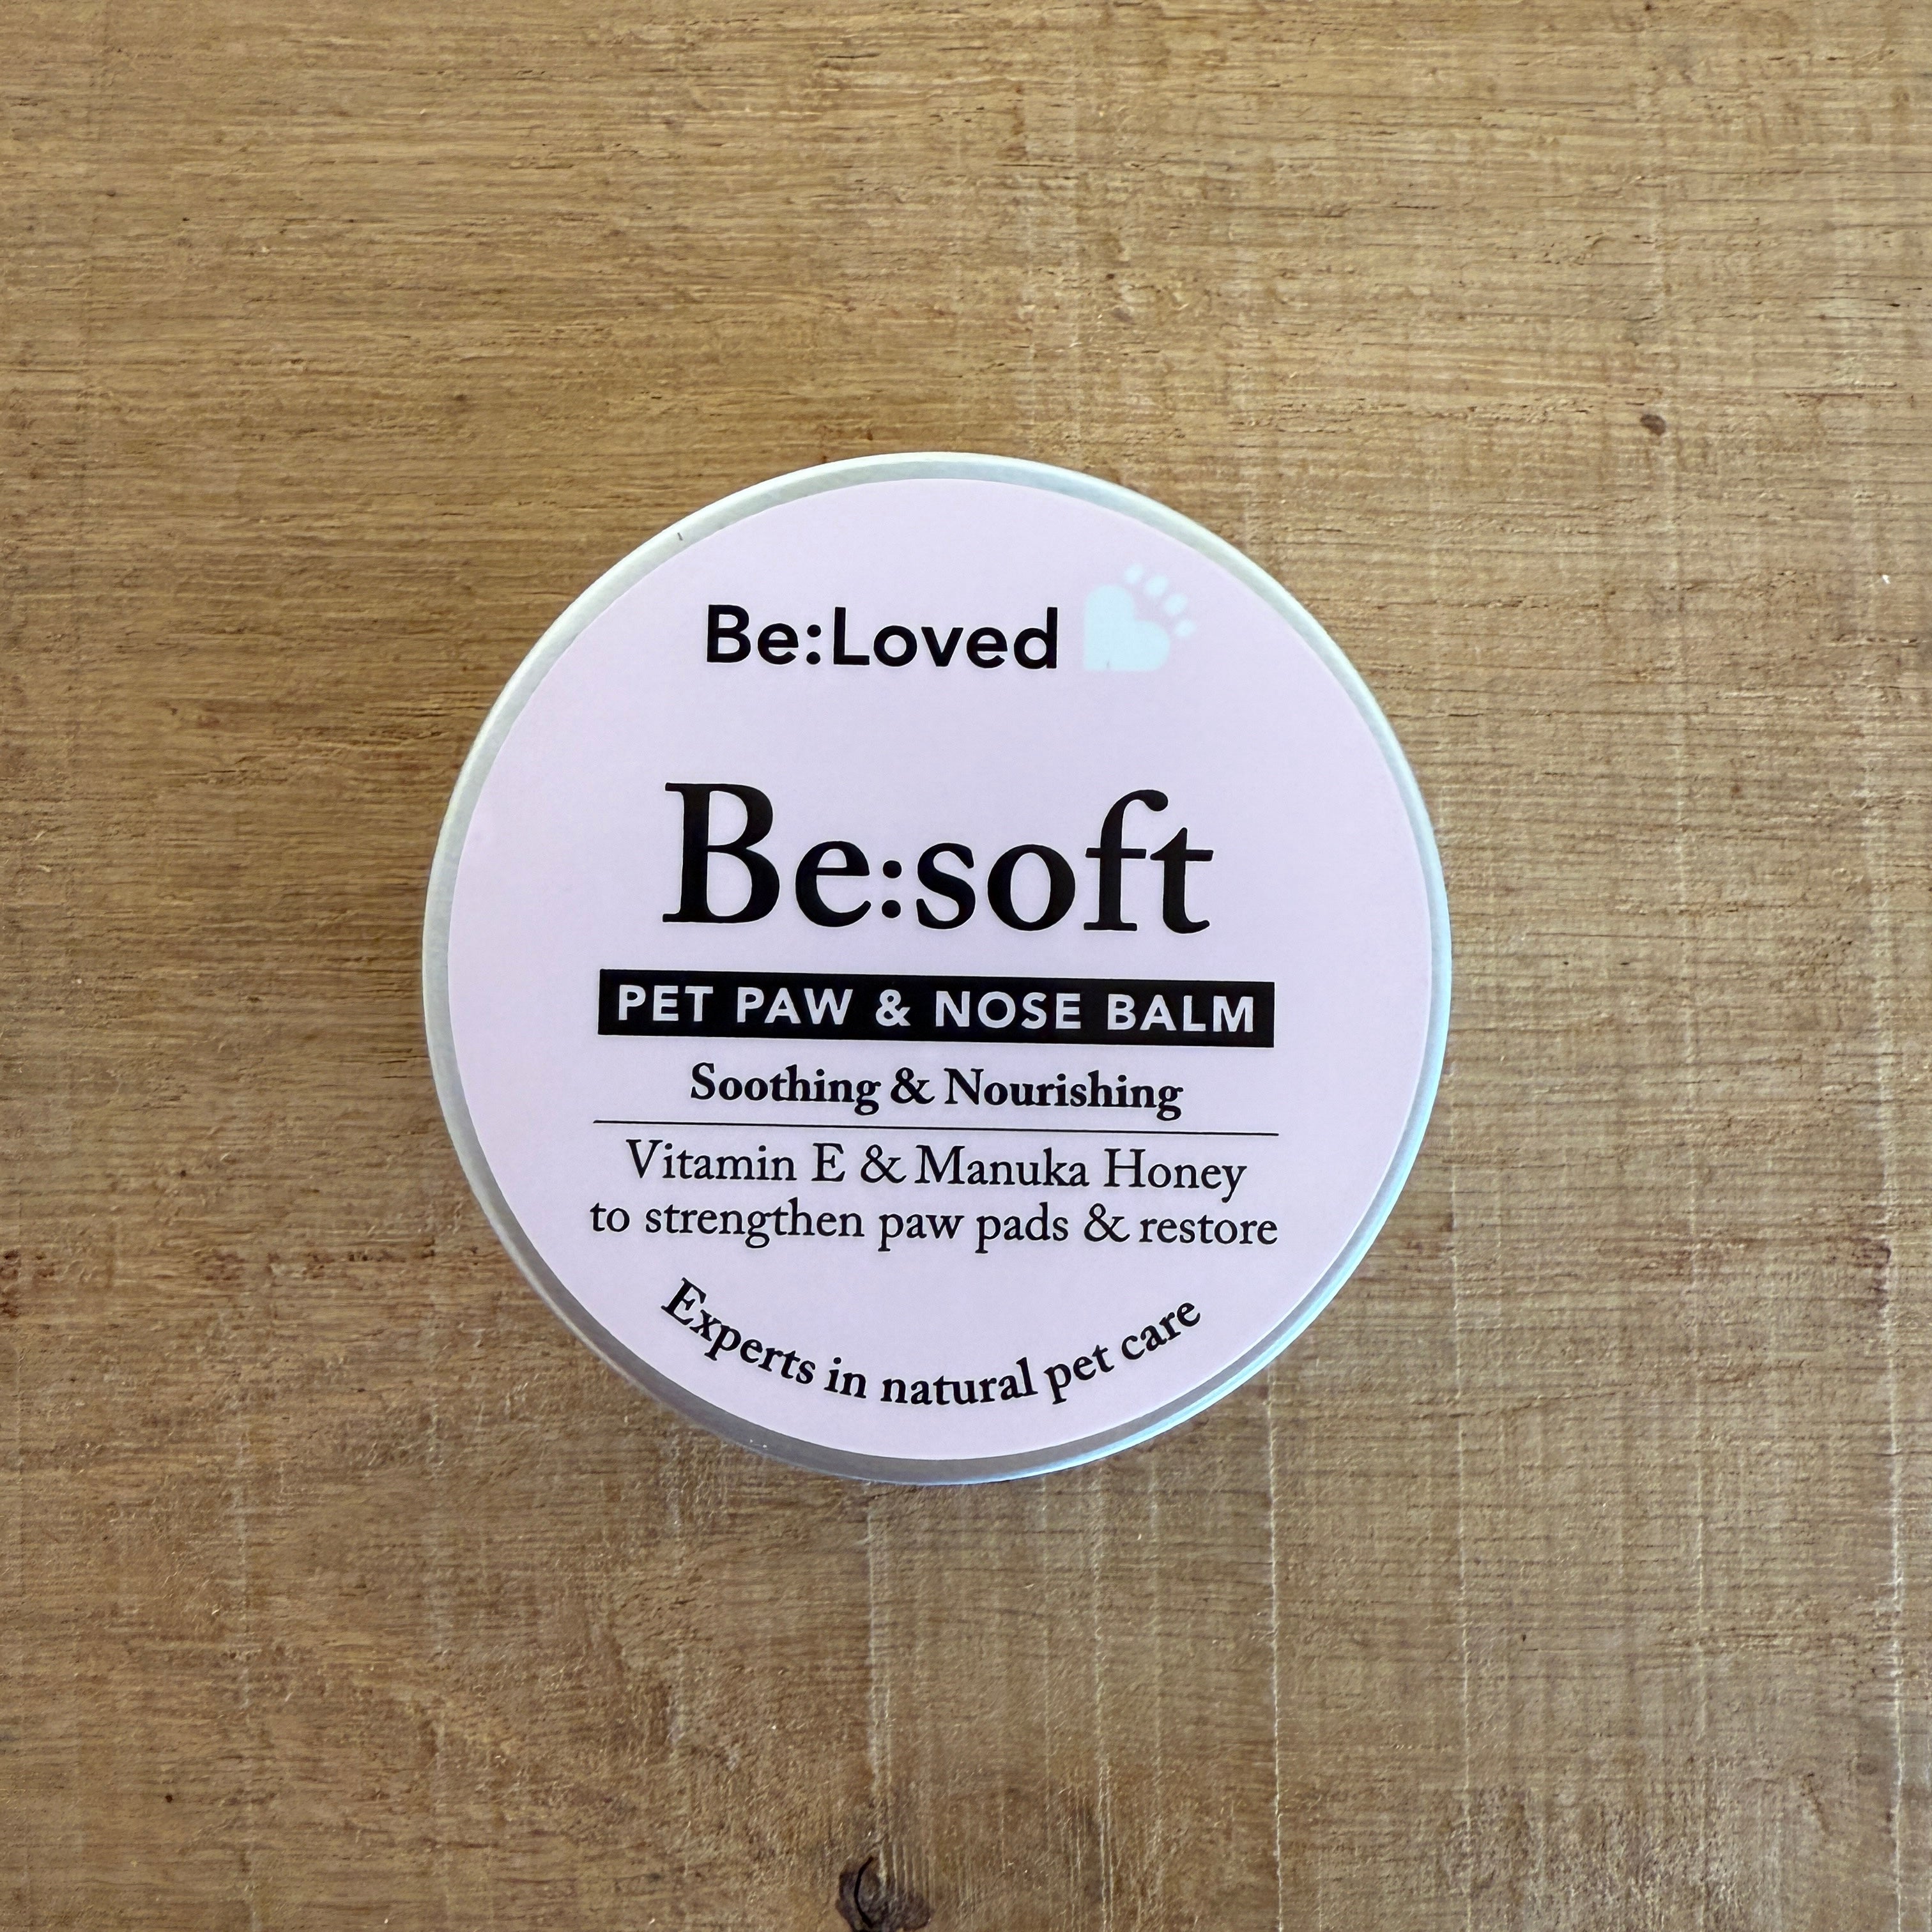 Be:Loved
Be:soft
PET PAW & NOSE BALM
Soothing & Nourishing
Vitamin E & Manuka Honey
to strengthen paw pads & restore
Experts in natural pet care